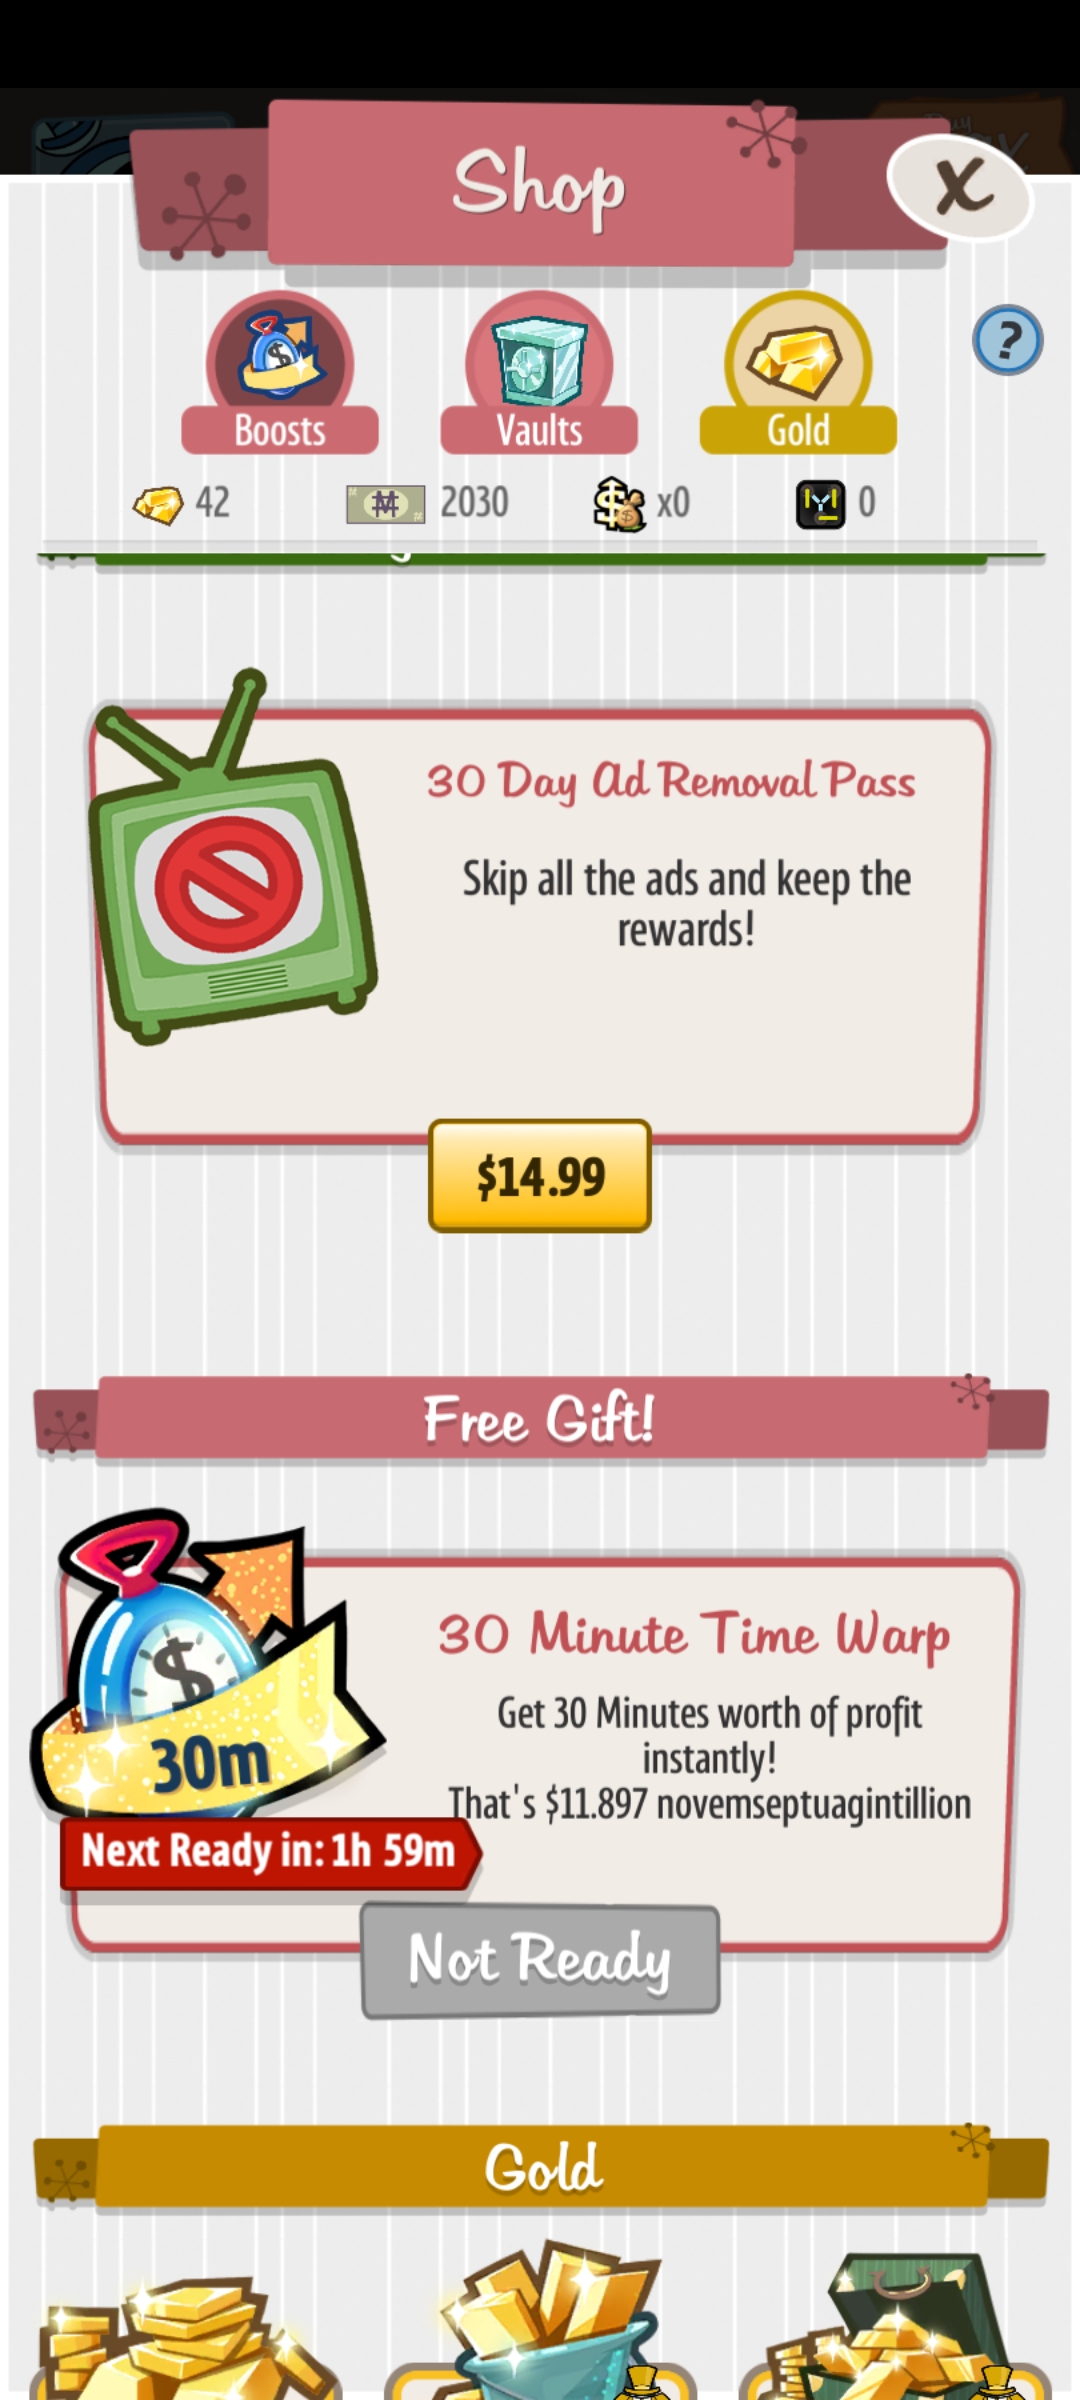 Shop
X
?
Boosts
Vaults
Gold
42
2030
x0
0
30 Day Ad Removal Pass
Skip all the ads and keep the
rewards!
$14.99
Free Gift!
30m
30 Minute Time Warp
Get 30 Minutes worth of profit
instantly!
That's $11.897 novemseptuagintillion
Next Ready in: 1h 59m
Not Ready
Gold